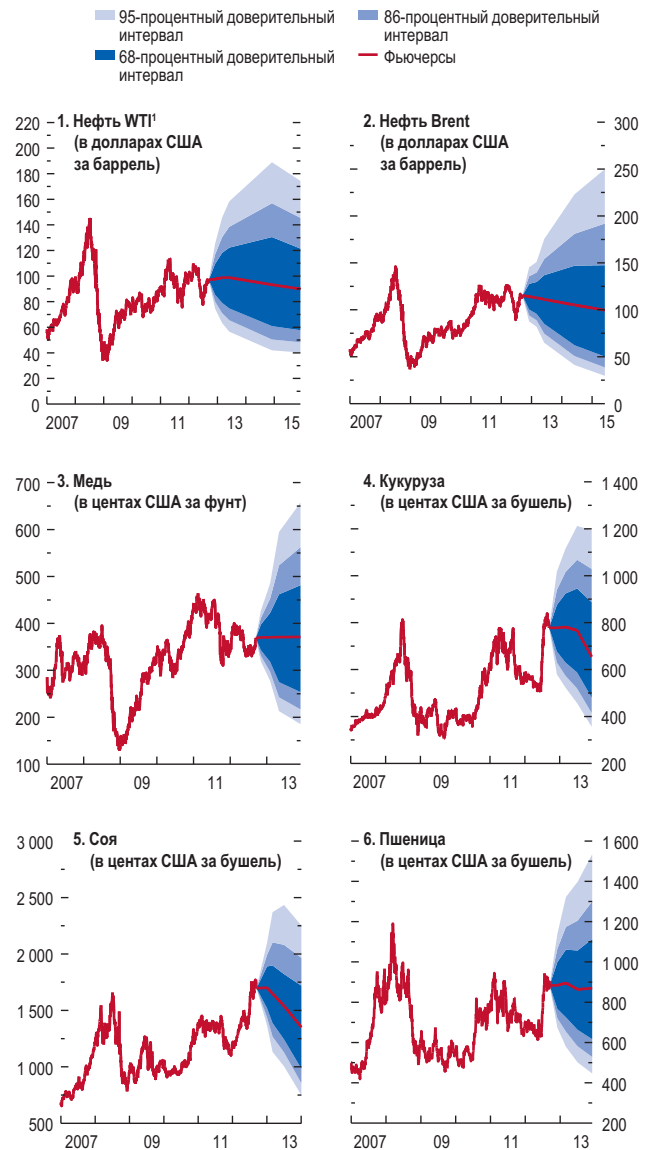 95-процентный доверительный
интервал
86-процентный доверительный
интервал
68-процентный доверительный
интервал
Фьючерсы
1. Нефть WTI¹
(в долларах США
за баррель)
220
200
180
160
140
120
100
80
60
40
20
0
2007 09 11 13 15
2. Нефть Brent
(в долларах США
за баррель)
300
250
200
150
100
50
0
2007 09 11 13 15
3. Медь
(в центах США за фунт)
700
600
500
400
300
200
100
2007 09 11 13
4. Кукуруза
(в центах США за бушель)
1 400
1 200
1 000
800
600
400
200
2007 09 11 13
5. Соя
(в центах США за бушель)
3 000
2 500
2 000
1 500
1 000
500
2007 09 11 13
6. Пшеница
(в центах США за бушель)
1 600
1 400
1 200
1 000
800
600
400
200
2007 09 11 13